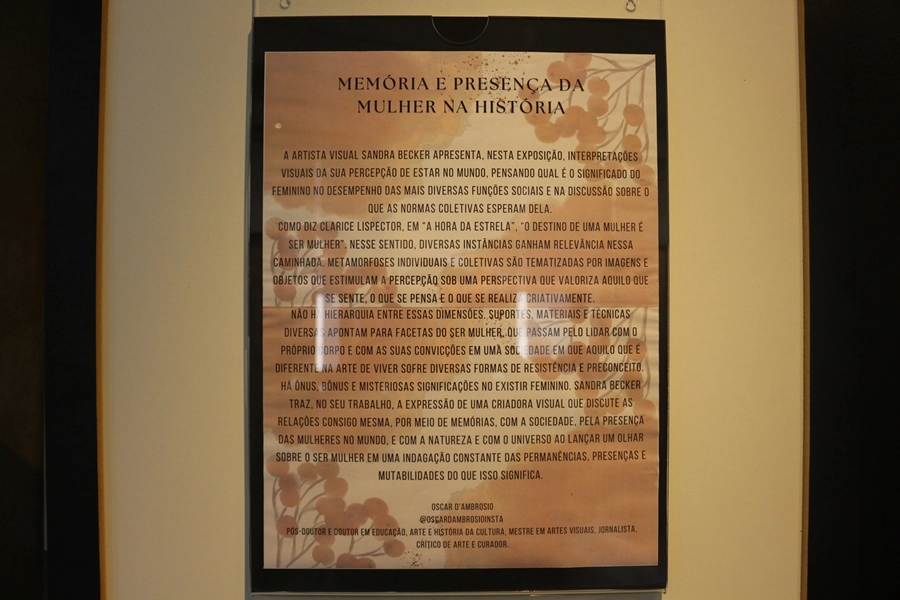 MEMÓRIA E PRESENÇA DA
MULHER NA HISTÓRIA
A ARTISTA VISUAL SANDRA BECKER APRESENTA, NESTA EXPOSIÇÃO, INTERPRETAÇÕES
VISUAIS DA SUA PERCEPÇÃO DE ESTAR NO MUNDO, PENSANDO QUAL É O SIGNIFICADO DO
FEMININO NO DESEMPENHO DAS MAIS DIVERSAS FUNÇÕES SOCIAIS E NA DISCUSSÃO SOBRE O
QUE AS NORMAS COLETIVAS ESPERAM DELA.
COMO DIZ CLARICE LISPECTOR, EM "A HORA DA ESTRELA", "O DESTINO DE UMA MULHER É
SER MULHER". NESSE SENTIDO, DIVERSAS INSTÂNCIAS GANHAM RELEVÂNCIA NESSA
CAMINHADA. METAMORFOSES INDIVIDUAIS E COLETIVAS SÃO TEMATIZADAS POR IMAGENS E
OBJETOS QUE ESTIMULAM A PERCEPÇÃO SOB UMA PERSPECTIVA QUE VALORIZA AQUILO QUE
SE SENTE, O QUE SE PENSA E O QUE SE REALIZA CRIATIVAMENTE.
NÃO HÁ HIERARQUIA ENTRE ESSAS DIMENSÕES. SUPORTES, MATERIAIS E TÉCNICAS
DIVERSAS APONTAM PARA FACETAS DO SER MULHER, QUE PASSAM PELO LIDAR COM O
PRÓPRIO CORPO E COM AS SUAS CONVICÇÕES EM UMA SOCIEDADE EM QUE AQUILO QUE É
DIFERENTE NA ARTE DE VIVER SOFRE DIVERSAS FORMAS DE RESISTÊNCIA E PRECONCEITO.
HÁ ÔNUS, BÔNUS E MISTERIOSAS SIGNIFICAÇÕES NO EXISTIR FEMININO. SANDRA BECKER
TRAZ, NO SEU TRABALHO, A EXPRESSÃO DE UMA CRIADORA VISUAL QUE DISCUTE AS
RELAÇÕES CONSIGO MESMA, POR MEIO DE MEMÓRIAS, COM A SOCIEDADE, PELA PRESENÇA
DAS MULHERES NO MUNDO, E COM A NATUREZA E COM O UNIVERSO AO LANÇAR UM OLHAR
SOBRE O SER MULHER EM UMA INDAGAÇÃO CONSTANTE DAS PERMANÊNCIAS, PRESENÇAS E
MUTABILIDADES DO QUE ISSO SIGNIFICA.
OSCAR D'AMBROSIO
@OSCARDAMBROSIOINSTA
PÓS-DOUTOR E DOUTOR EM EDUCAÇÃO, ARTE E HISTÓRIA DA CULTURA, MESTRE EM ARTES VISUAIS, JORNALISTA,
CRÍTICO DE ARTE E CURADOR.